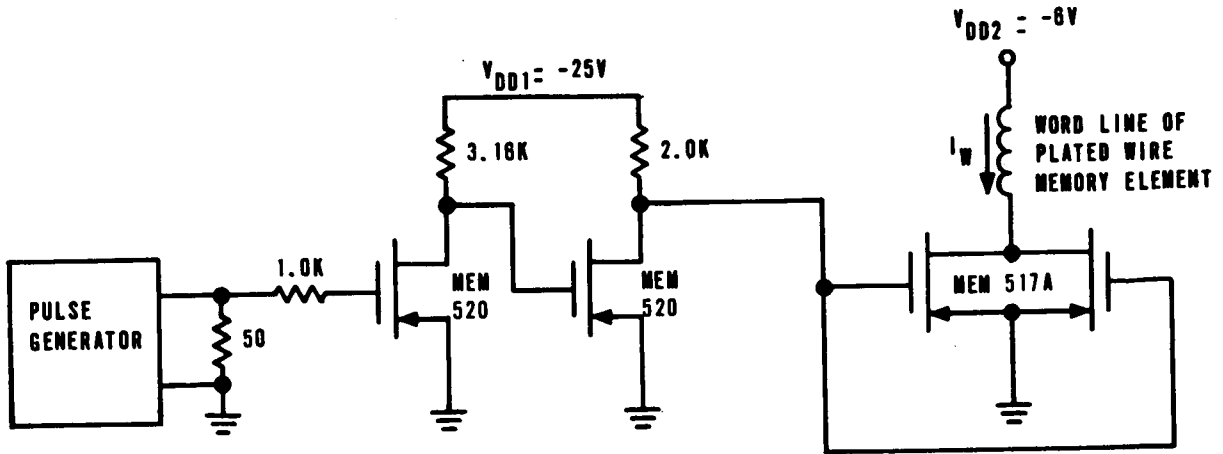 V_DD2 = -6V
V_DD1 = -25V
3.16K
2.0K
I_W
WORD LINE OF
PLATED WIRE
MEMORY ELEMENT
PULSE
GENERATOR
50
1.0K
MEM
520
MEM
520
MEM 517A